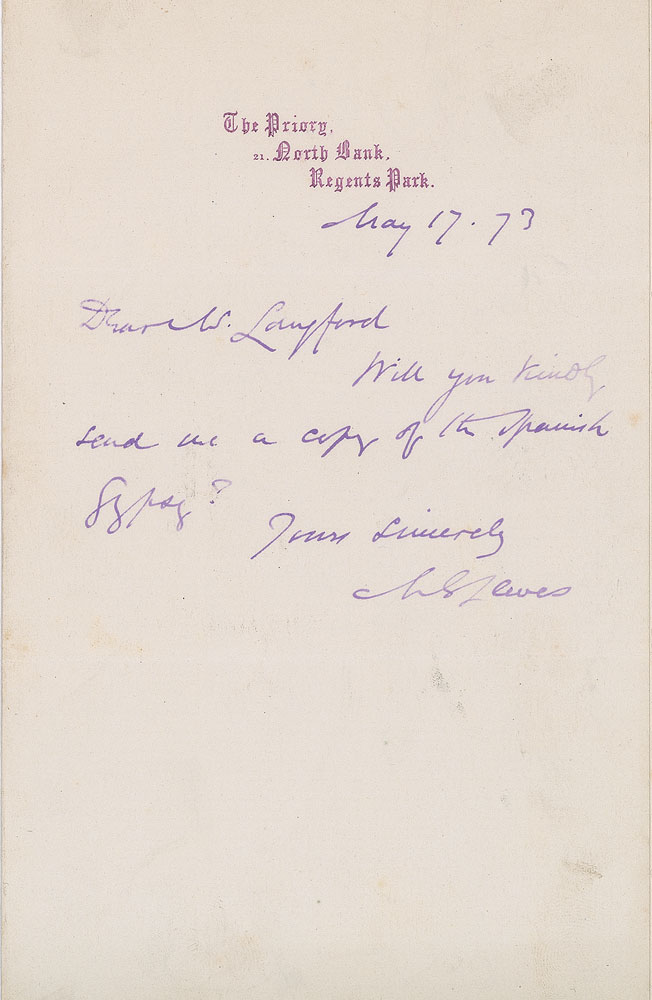 The Priory,
21. North Bank,
Regents Park.
May 17. 73
Dear M. Langford
Will you kindly
send me a copy of the Spanish
Gypsy?
Yours sincerely
Lewes